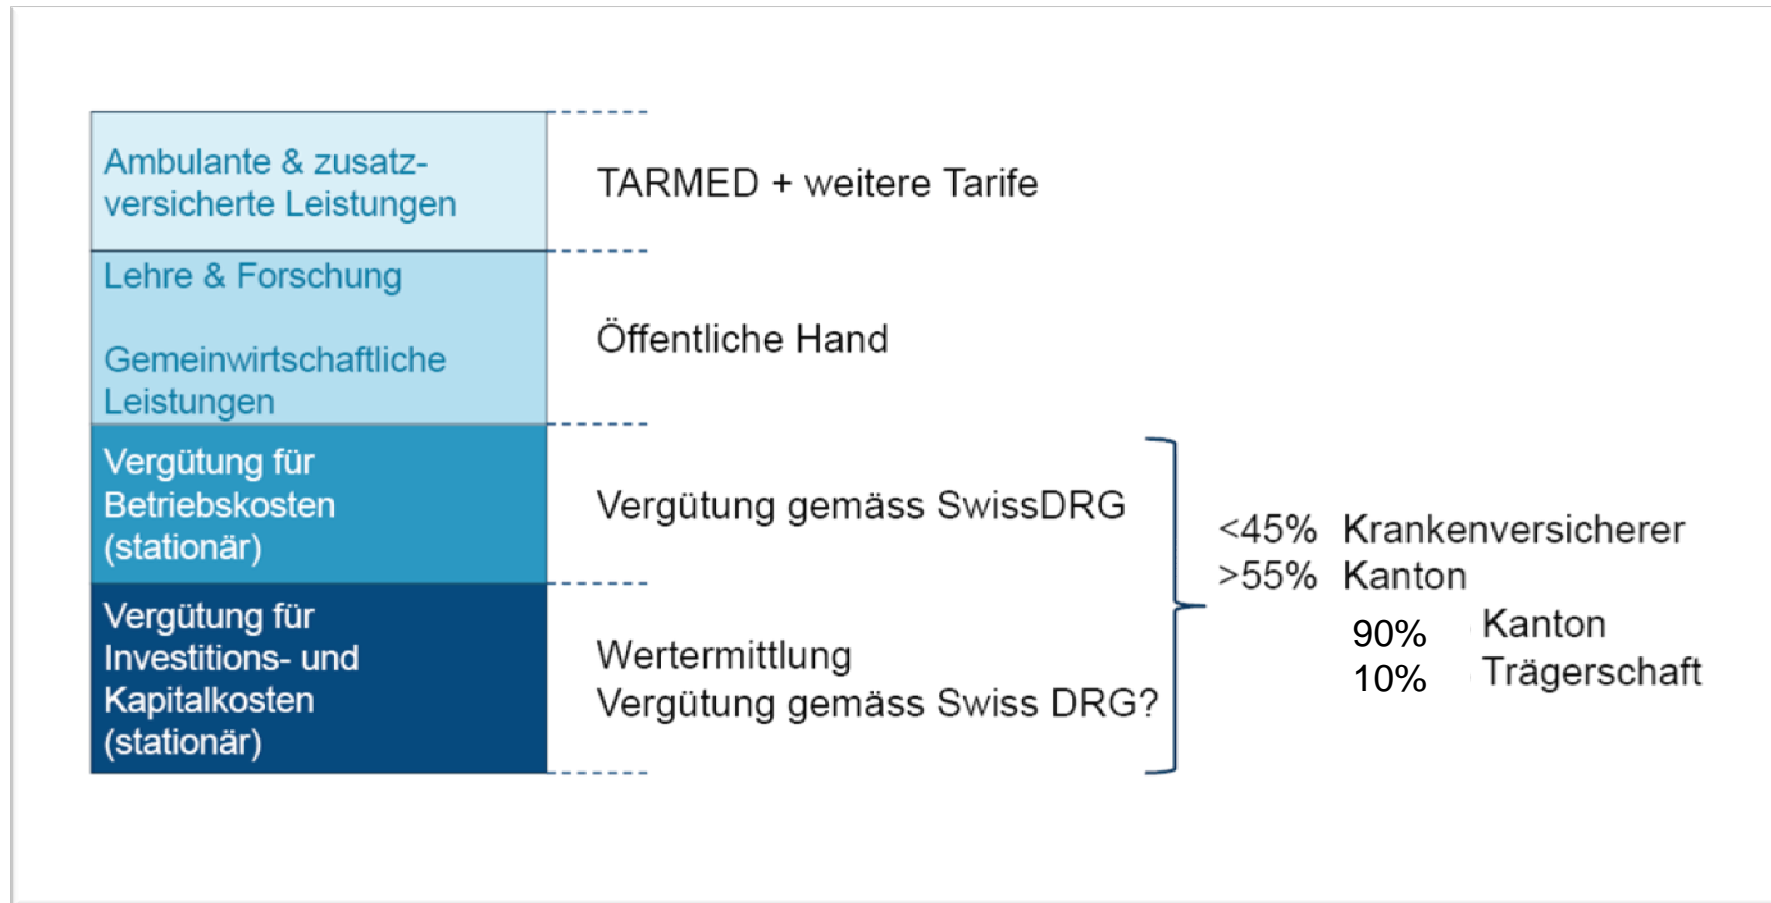 Ambulante & zusatz-
versicherte Leistungen
TARMED + weitere Tarife
Lehre & Forschung
Gemeinwirtschaftliche
Leistungen
Öffentliche Hand
Vergütung für
Betriebskosten
(stationär)
Vergütung gemäss SwissDRG
Vergütung für
Investitions- und
Kapitalkosten
(stationär)
Wertermittlung
Vergütung gemäss Swiss DRG?
<45% Krankenversicherer
>55% Kanton
90% Kanton
10% Trägerschaft